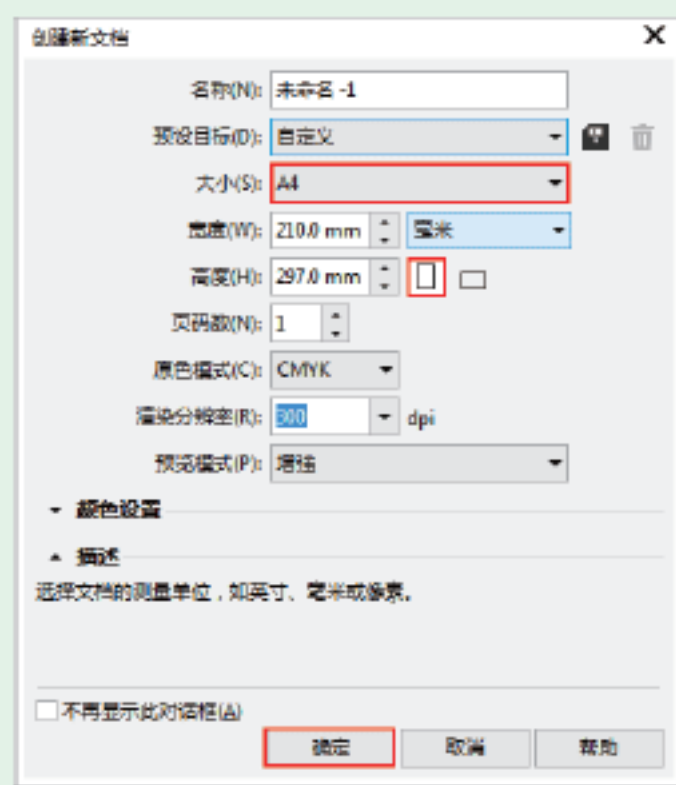 创建新文档
名称(N): 未命名 -1
预设目标(D): 自定义
大小(S): A4
宽度(W): 210.0 mm 毫米
高度(H): 297.0 mm
页码数(N): 1
原色模式(C): CMYK
渲染分辨率(R): 300 dpi
预览模式(P): 增强
颜色设置
描述
选择文档的测量单位，如英寸、毫米或像素。
不再显示此对话框(A)
确定 取消 帮助